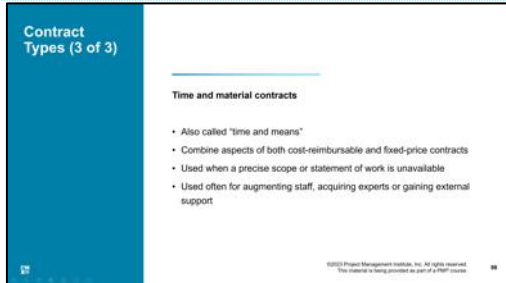 Contract
Types (3 of 3)
Time and material contracts
• Also called "time and means"
• Combine aspects of both cost-reimbursable and fixed-price contracts
• Used when a precise scope or statement of work is unavailable
• Used often for augmenting staff, acquiring experts or gaining external
support
©2023 Project Management Institute, Inc. All rights reserved.
This material is being provided as part of a PMP® course.